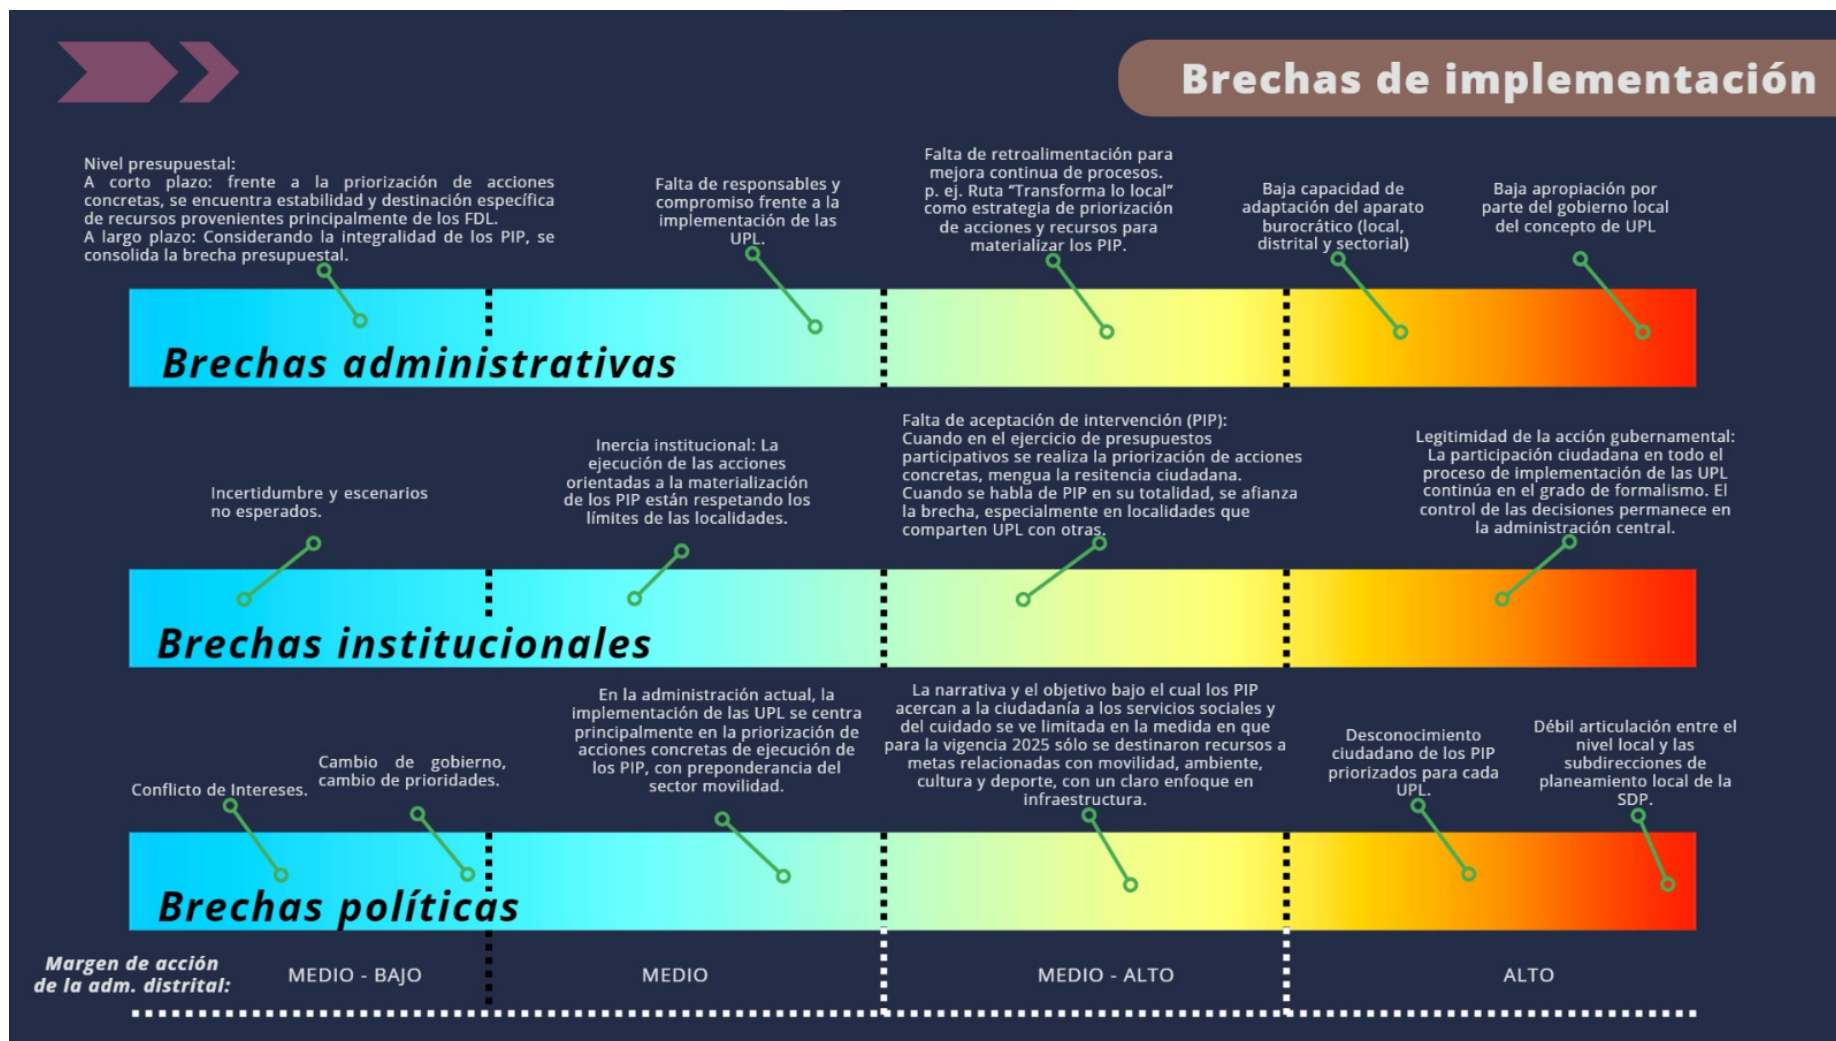 Brechas de implementación
Nivel presupuestal:
A corto plazo: frente a la priorización de acciones
concretas, se encuentra estabilidad y destinación específica
de recursos provenientes principalmente de los FDL.
A largo plazo: Considerando la integralidad de los PIP, se
consolida la brecha presupuestal.
Falta de responsables y
compromiso frente a la
implementación de las
UPL.
Falta de retroalimentación para
mejora continua de procesos.
p. ej. Ruta “Transforma lo local”
como estrategia de priorización
de acciones y recursos para
materializar los PIP.
Baja capacidad de
adaptación del aparato
burocrático (local,
distrital y sectorial)
Baja apropiación por
parte del gobierno local
del concepto de UPL
Brechas administrativas
Incertidumbre y escenarios
no esperados.
Inercia institucional: La
ejecución de las acciones
orientadas a la materialización
de los PIP están respetando los
límites de las localidades.
Falta de aceptación de intervención (PIP):
Cuando en el ejercicio de presupuestos
participativos se realiza la priorización de acciones
concretas, mengua la resitencia ciudadana.
Cuando se habla de PIP en su totalidad, se afianza
la brecha, especialmente en localidades que
comparten UPL con otras.
Legitimidad de la acción gubernamental:
La participación ciudadana en todo el
proceso de implementación de las UPL
continúa en el grado de formalismo. El
control de las decisiones permanece en
la administración central.
Brechas institucionales
Conflicto de Intereses.
Cambio de gobierno,
cambio de prioridades.
En la administración actual, la
implementación de las UPL se centra
principalmente en la priorización de
acciones concretas de ejecución de
los PIP, con preponderancia del
sector movilidad.
La narrativa y el objetivo bajo el cual los PIP
acercan a la ciudadanía a los servicios sociales y
del cuidado se ve limitada en la medida en que
para la vigencia 2025 sólo se destinaron recursos a
metas relacionadas con movilidad, ambiente,
cultura y deporte, con un claro enfoque en
infraestructura.
Desconocimiento
ciudadano de los PIP
priorizados para cada
UPL.
Débil articulación entre el
nivel local y las
subdirecciones de
planeamiento local de la
SDP.
Brechas políticas
Margen de acción
de la adm. distrital:
MEDIO - BAJO
MEDIO
MEDIO - ALTO
ALTO